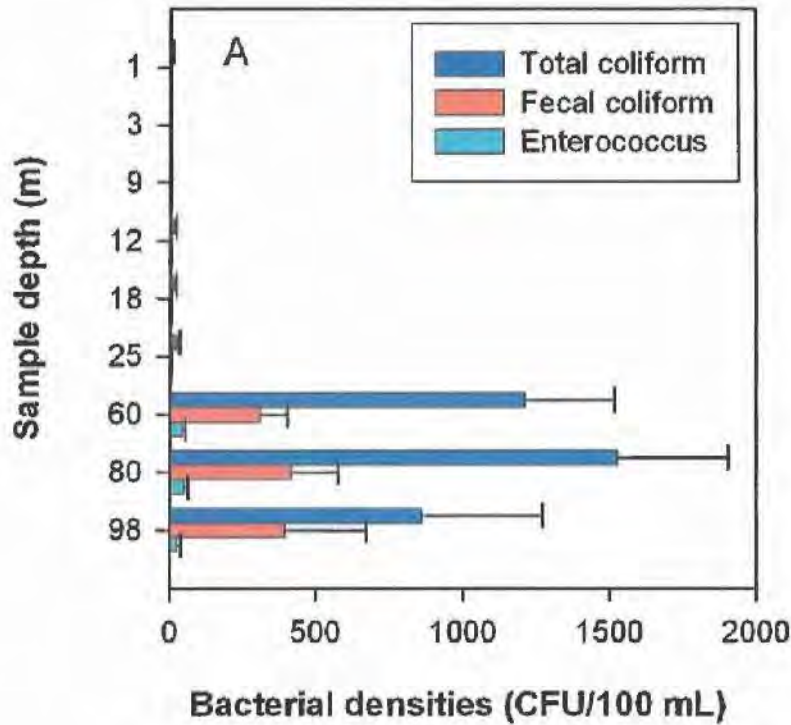 A
Total coliform
Fecal coliform
Enterococcus
Sample depth (m)
1
3
9
12
18
25
60
80
98
0 500 1000 1500 2000
Bacterial densities (CFU/100 mL)